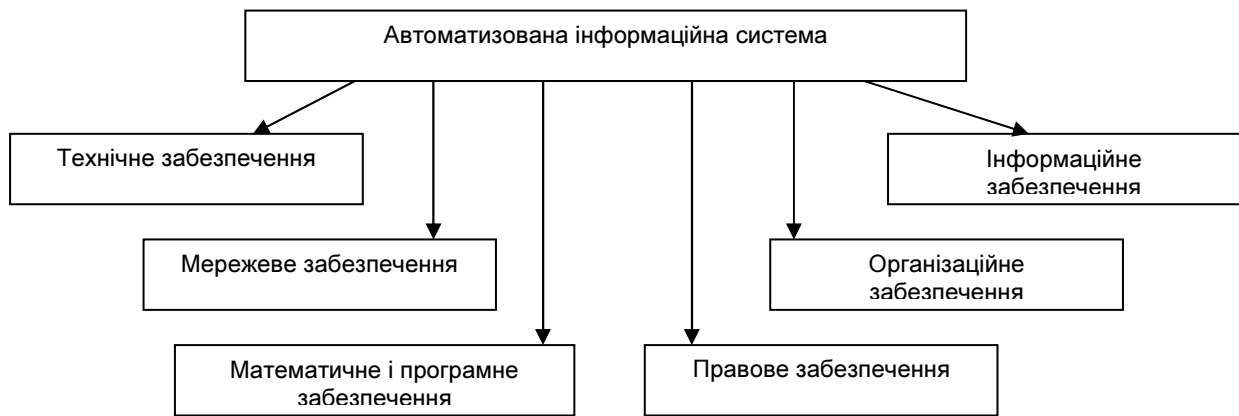 Автоматизована інформаційна система
Технічне забезпечення
Інформаційне
забезпечення
Мережеве забезпечення
Організаційне
забезпечення
Математичне і програмне
забезпечення
Правове забезпечення